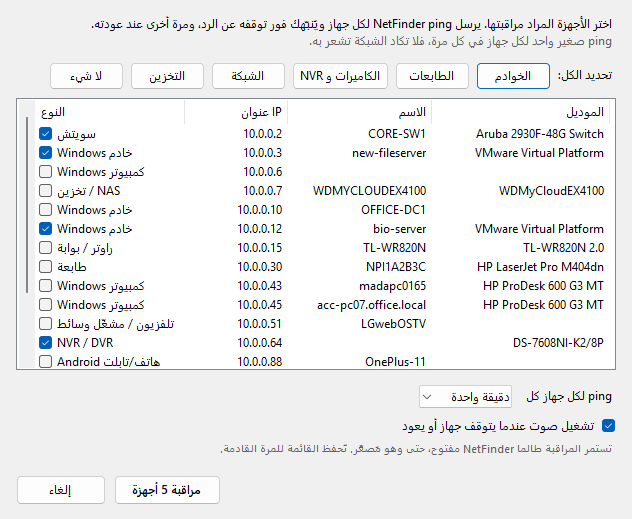 اختر الأجهزة المراد مراقبتها. يرسل NetFinder ping لكل جهاز وينبّهك فور توقفه عن الرد، ومرة أخرى عند عودته.
ping صغير واحد لكل جهاز في كل مرة، فلا تكاد الشبكة تشعر به.
تحديد الكل: الخوادم الطابعات الكاميرات و NVR الشبكة التخزين لا شيء
النوع عنوان IP الاسم الموديل
سويتش 10.0.0.2 CORE-SW1 Aruba 2930F-48G Switch
خادم Windows 10.0.0.3 new-fileserver VMware Virtual Platform
كمبيوتر Windows 10.0.0.6
تخزين / NAS 10.0.0.7 WDMYCLOUDEX4100 WDMyCloudEX4100
خادم Windows 10.0.0.10 OFFICE-DC1
خادم Windows 10.0.0.12 bio-server VMware Virtual Platform
راوتر / بوابة 10.0.0.15 TL-WR820N TL-WR820N 2.0
طابعة 10.0.0.30 NPI1A2B3C HP LaserJet Pro M404dn
كمبيوتر Windows 10.0.0.43 madapc0165 HP ProDesk 600 G3 MT
كمبيوتر Windows 10.0.0.45 acc-pc07.office.local HP ProDesk 600 G3 MT
تلفزيون / مشغّل وسائط 10.0.0.51 LGwebOSTV
NVR / DVR 10.0.0.64 DS-7608NI-K2/8P
هاتف/تابلت Android 10.0.0.88 OnePlus-11
ping لكل جهاز كل دقيقة واحدة
تشغيل صوت عندما يتوقف جهاز أو يعود
تستمر المراقبة طالما NetFinder مفتوح، حتى وهو مُصغّر. تُحفظ القائمة للمرة القادمة.
مراقبة 5 أجهزة إلغاء